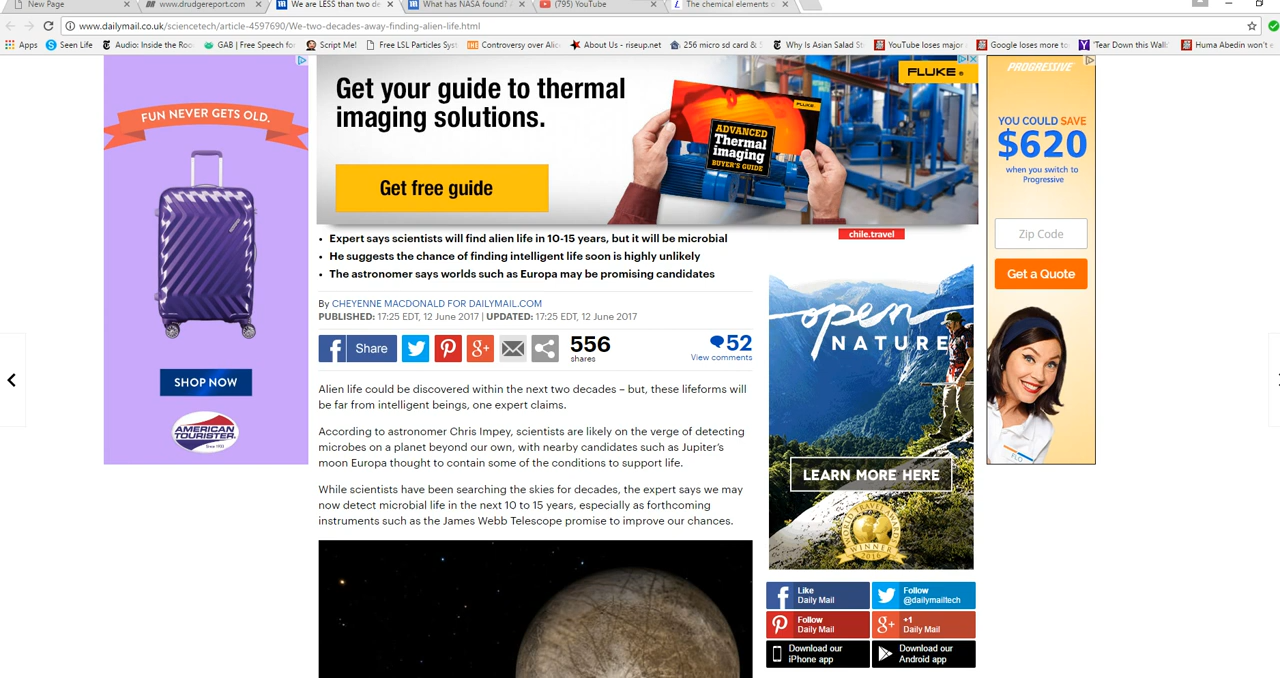 New Page
www.drudgereport.com
We are LESS than two de
What has NASA found? A
(795) YouTube
The chemical elements o
www.dailymail.co.uk/sciencetech/article-4597690/We-two-decades-away-finding-alien-life.html
Apps
Seen Life
Audio: Inside the Roo
GAB | Free Speech fo
Script Me!
Free LSL Particles Sys
Controversy over Alic
About Us - riseup.net
256 micro sd card &
Why Is Asian Salad St
YouTube loses major
Google loses more to
'Tear Down this Wall'
Huma Abedin won't e
FUN NEVER GETS OLD.
SHOP NOW
AMERICAN
TOURISTER
Since 1933
Get your guide to thermal
imaging solutions.
Get free guide
FLUKE®
FLUKE
ADVANCED
Thermal
imaging
BUYER'S GUIDE
PROGRESSIVE
YOU COULD SAVE
$620
when you switch to
Progressive
Zip Code
Get a Quote
FLO
• Expert says scientists will find alien life in 10-15 years, but it will be microbial
• He suggests the chance of finding intelligent life soon is highly unlikely
• The astronomer says worlds such as Europa may be promising candidates
By CHEYENNE MACDONALD FOR DAILYMAIL.COM
PUBLISHED: 17:25 EDT, 12 June 2017 | UPDATED: 17:25 EDT, 12 June 2017
Share
556
shares
52
View comments
Alien life could be discovered within the next two decades – but, these lifeforms will
be far from intelligent beings, one expert claims.
According to astronomer Chris Impey, scientists are likely on the verge of detecting
microbes on a planet beyond our own, with nearby candidates such as Jupiter's
moon Europa thought to contain some of the conditions to support life.
While scientists have been searching the skies for decades, the expert says we may
now detect microbial life in the next 10 to 15 years, especially as forthcoming
instruments such as the James Webb Telescope promise to improve our chances.
chile.travel
open
NATURE
LEARN MORE HERE
WORLD TRAVEL AWARDS
WINNER
2016
Like
Daily Mail
Follow
@dailymailtech
Follow
Daily Mail
+1
Daily Mail
Download our
iPhone app
Download our
Android app